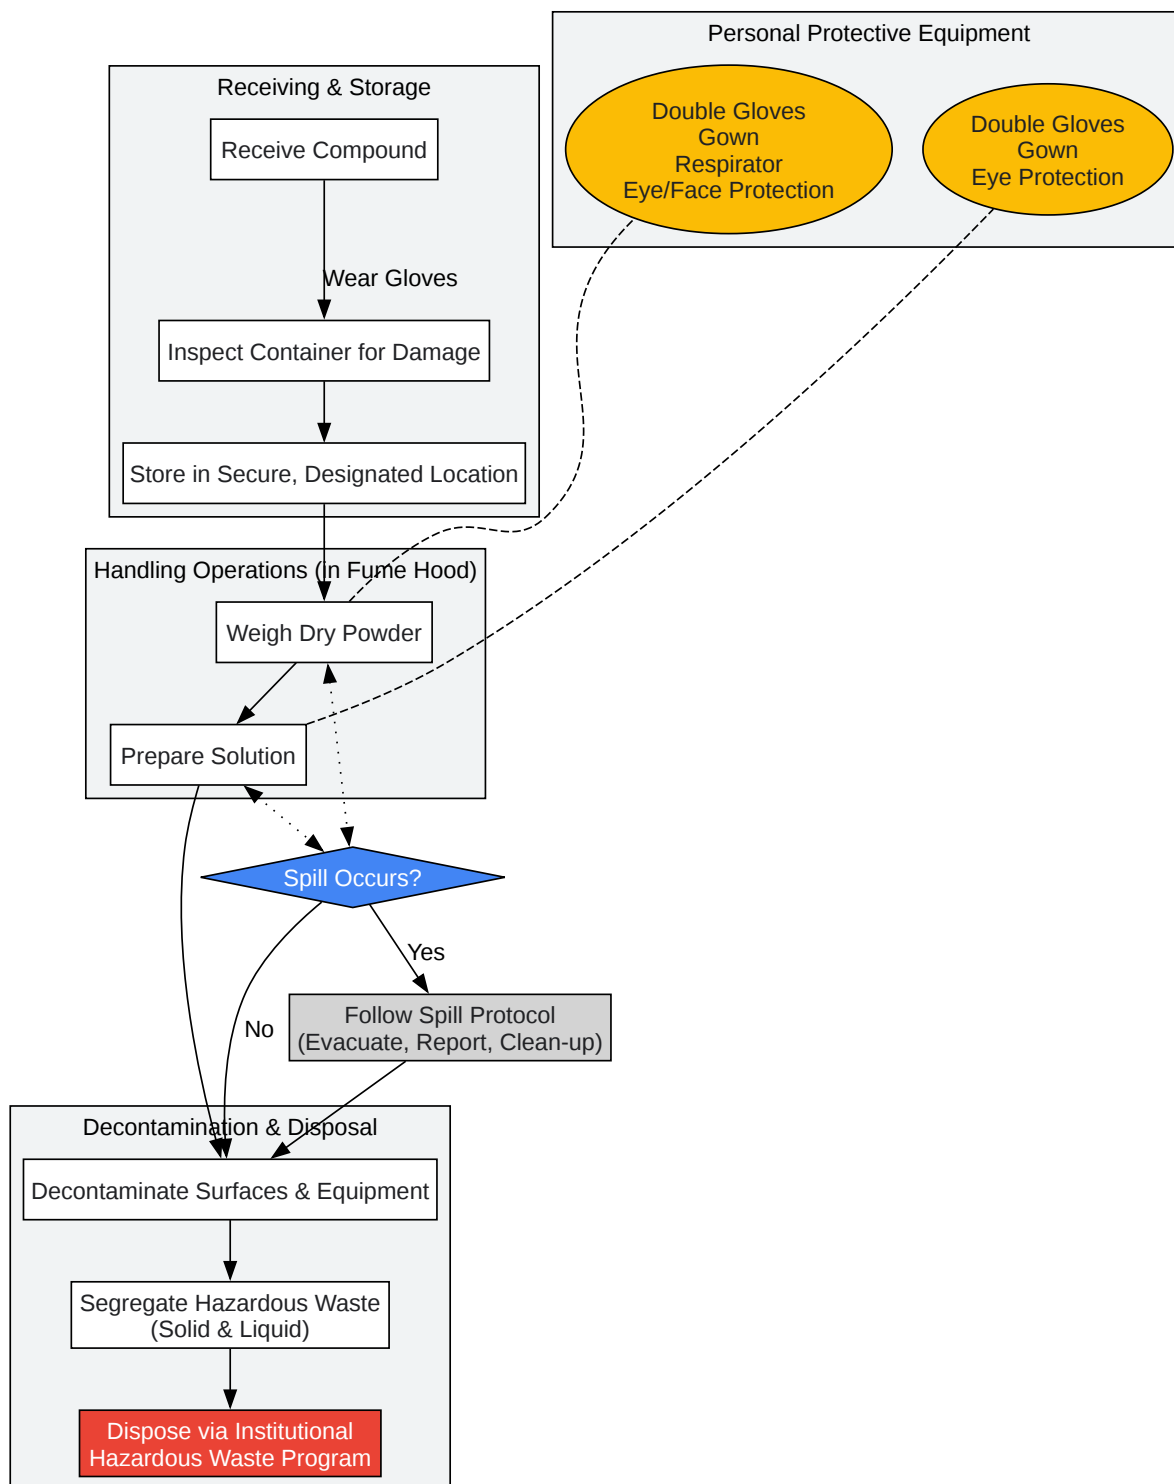 Personal Protective Equipment
Double Gloves
Gown
Respirator
Eye/Face Protection
Double Gloves
Gown
Eye Protection
Receiving & Storage
Receive Compound
Wear Gloves
Inspect Container for Damage
Store in Secure, Designated Location
Handling Operations (in Fume Hood)
Weigh Dry Powder
Prepare Solution
Spill Occurs?
Yes
No
Follow Spill Protocol
(Evacuate, Report, Clean-up)
Decontamination & Disposal
Decontaminate Surfaces & Equipment
Segregate Hazardous Waste
(Solid & Liquid)
Dispose via Institutional
Hazardous Waste Program